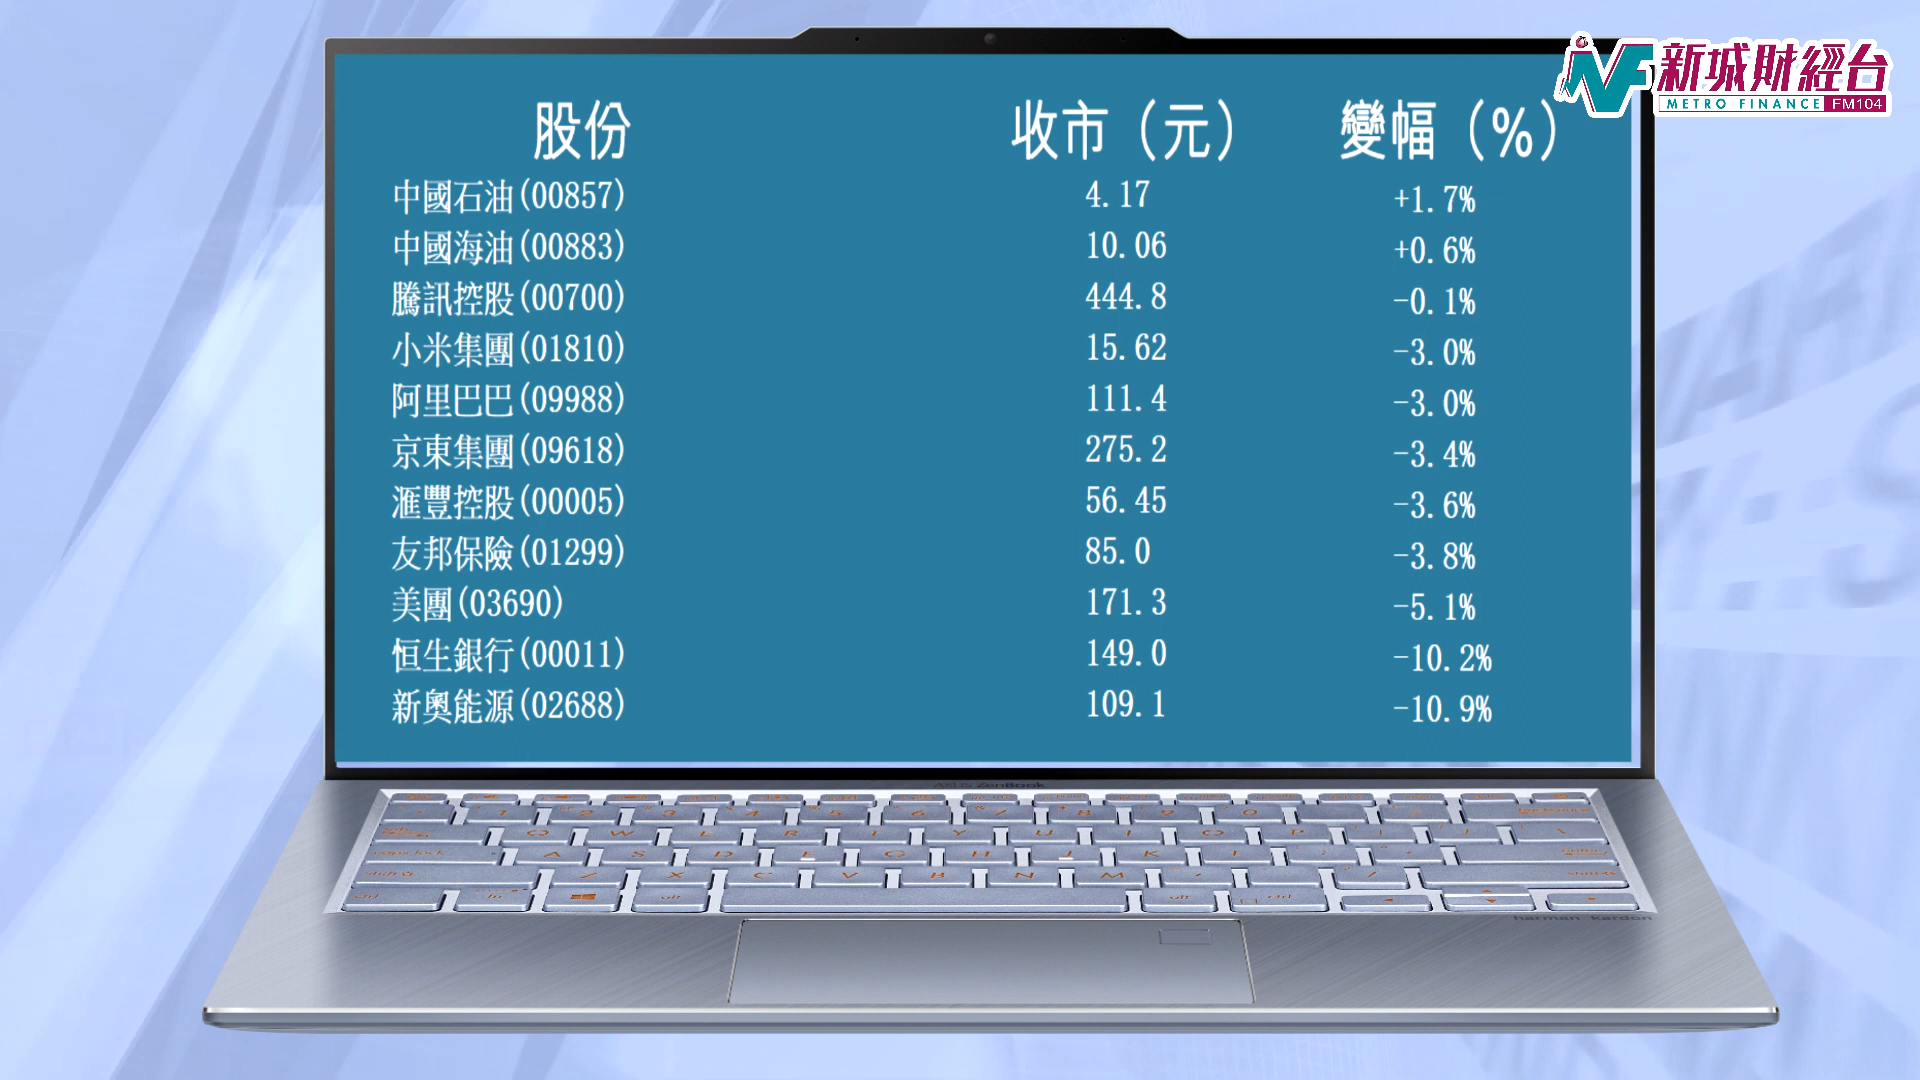 新城財經台
METRO FINANCE FM104
股份 收市（元） 變幅（%）
中國石油(00857) 4.17 +1.7%
中國海油(00883) 10.06 +0.6%
騰訊控股(00700) 444.8 -0.1%
小米集團(01810) 15.62 -3.0%
阿里巴巴(09988) 111.4 -3.0%
京東集團(09618) 275.2 -3.4%
滙豐控股(00005) 56.45 -3.6%
友邦保險(01299) 85.0 -3.8%
美團(03690) 171.3 -5.1%
恒生銀行(00011) 149.0 -10.2%
新奧能源(02688) 109.1 -10.9%
harman kardon